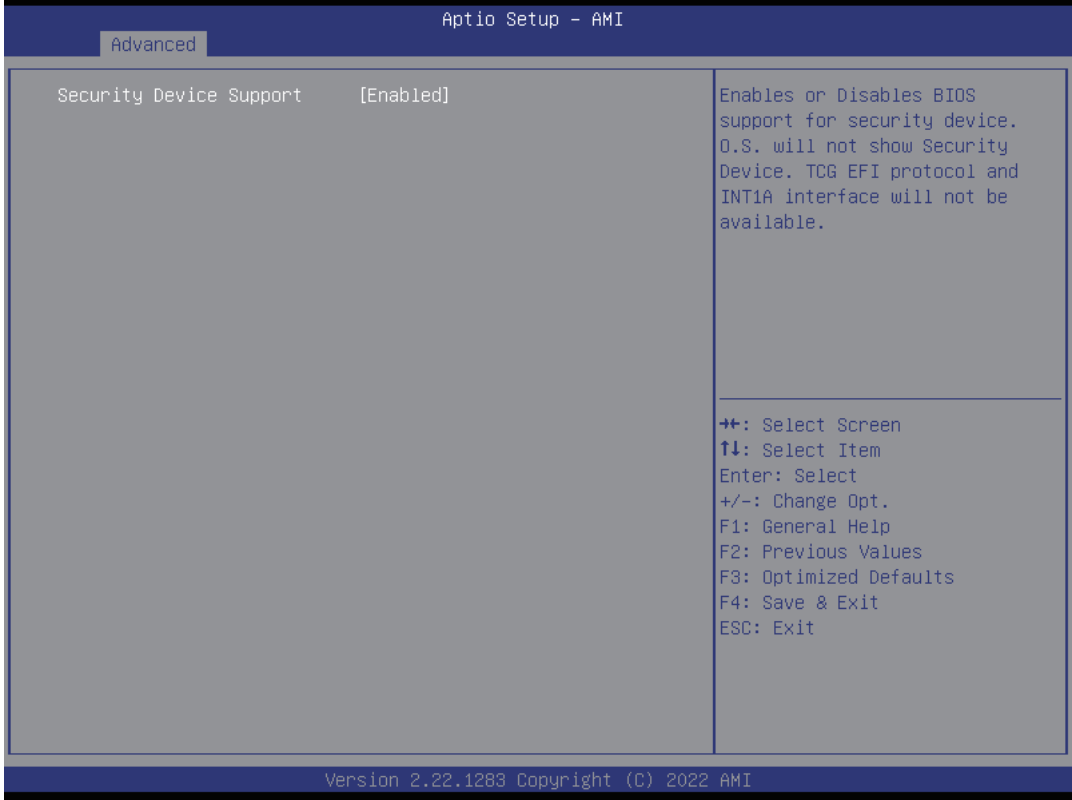 Aptio Setup – AMI
Advanced
Security Device Support [Enabled]
Enables or Disables BIOS
support for security device.
O.S. will not show Security
Device. TCG EFI protocol and
INT1A interface will not be
available.
→←: Select Screen
↑↓: Select Item
Enter: Select
+/-: Change Opt.
F1: General Help
F2: Previous Values
F3: Optimized Defaults
F4: Save & Exit
ESC: Exit
Version 2.22.1283 Copyright (C) 2022 AMI